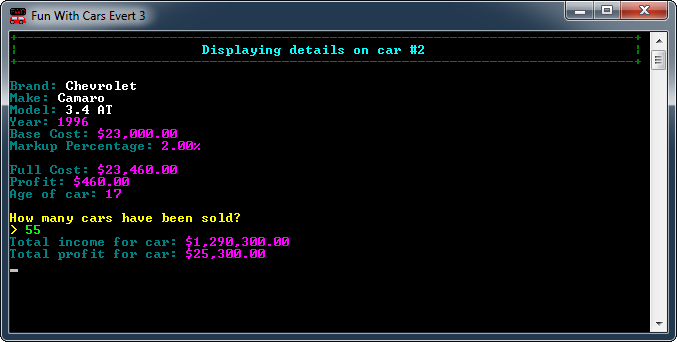 Fun With Cars Evert 3
Displaying details on car #2
Brand: Chevrolet
Make: Camaro
Model: 3.4 AT
Year: 1996
Base Cost: $23,000.00
Markup Percentage: 2.00%
Full Cost: $23,460.00
Profit: $460.00
Age of car: 17
How many cars have been sold?
> 55
Total income for car: $1,290,300.00
Total profit for car: $25,300.00